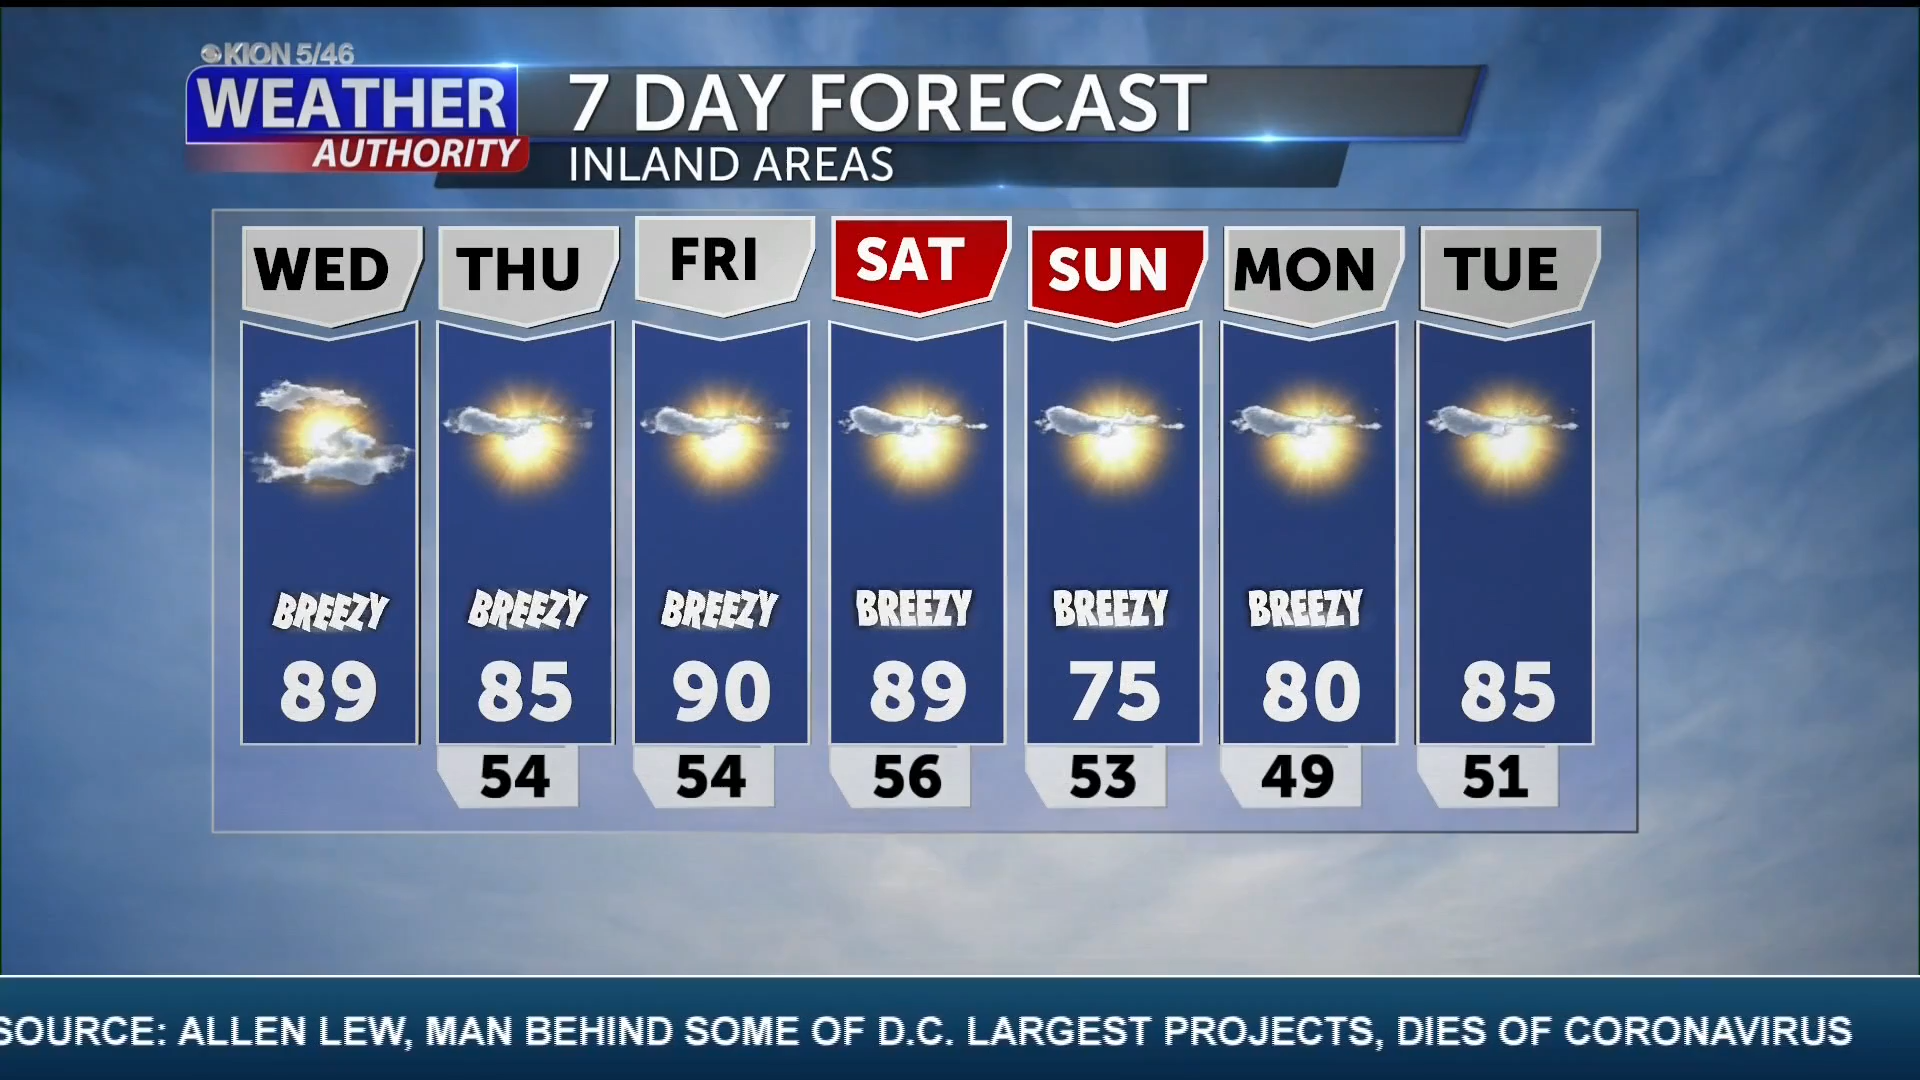 KION 5/46
WEATHER
AUTHORITY
7 DAY FORECAST
INLAND AREAS
WED THU FRI SAT SUN MON TUE
BREEZY BREEZY BREEZY BREEZY BREEZY BREEZY
89 85 90 89 75 80 85
54 54 56 53 49 51
SOURCE: ALLEN LEW, MAN BEHIND SOME OF D.C. LARGEST PROJECTS, DIES OF CORONAVIRUS